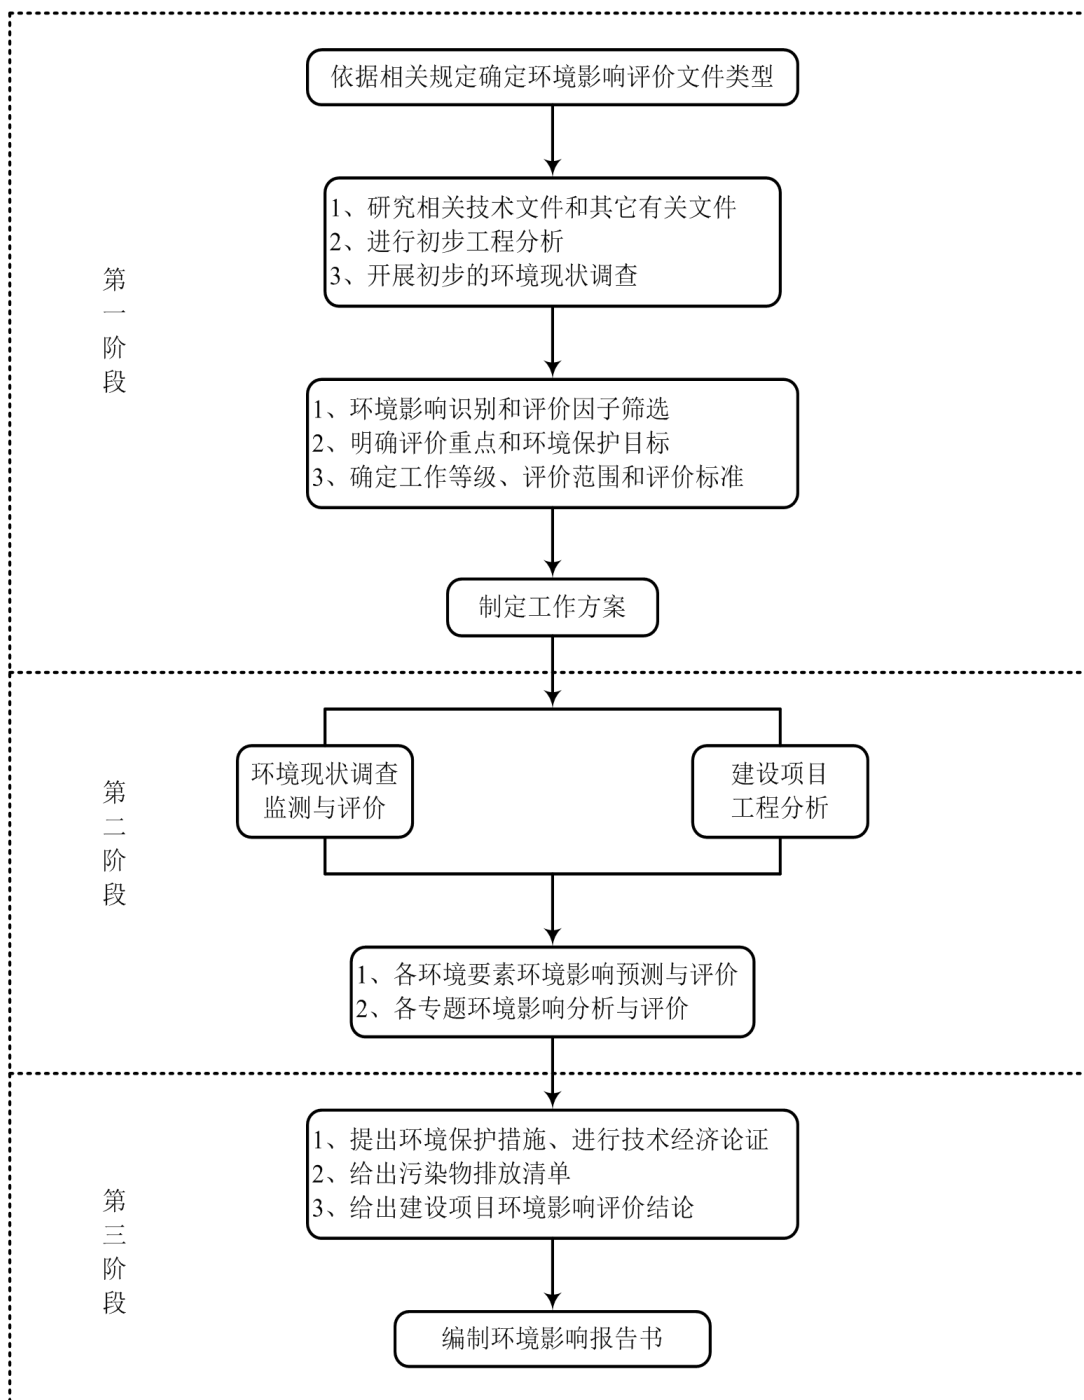 依据相关规定确定环境影响评价文件类型
1、研究相关技术文件和其它有关文件
2、进行初步工程分析
3、开展初步的环境现状调查
第一阶段
1、环境影响识别和评价因子筛选
2、明确评价重点和环境保护目标
3、确定工作等级、评价范围和评价标准
制定工作方案
环境现状调查
监测与评价
建设项目
工程分析
第二阶段
1、各环境要素环境影响预测与评价
2、各专题环境影响分析与评价
1、提出环境保护措施、进行技术经济论证
2、给出污染物排放清单
3、给出建设项目环境影响评价结论
第三阶段
编制环境影响报告书